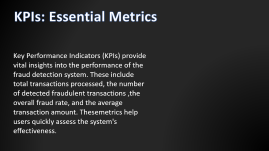 KPIs: Essential Metrics
Key Performance Indicators (KPIs) provide
vital insights into the performance of the
fraud detection system. These include
total transactions processed, the number
of detected fraudulent transactions ,the
overall fraud rate, and the average
transaction amount. Thesemetrics help
users quickly assess the system's
effectiveness.